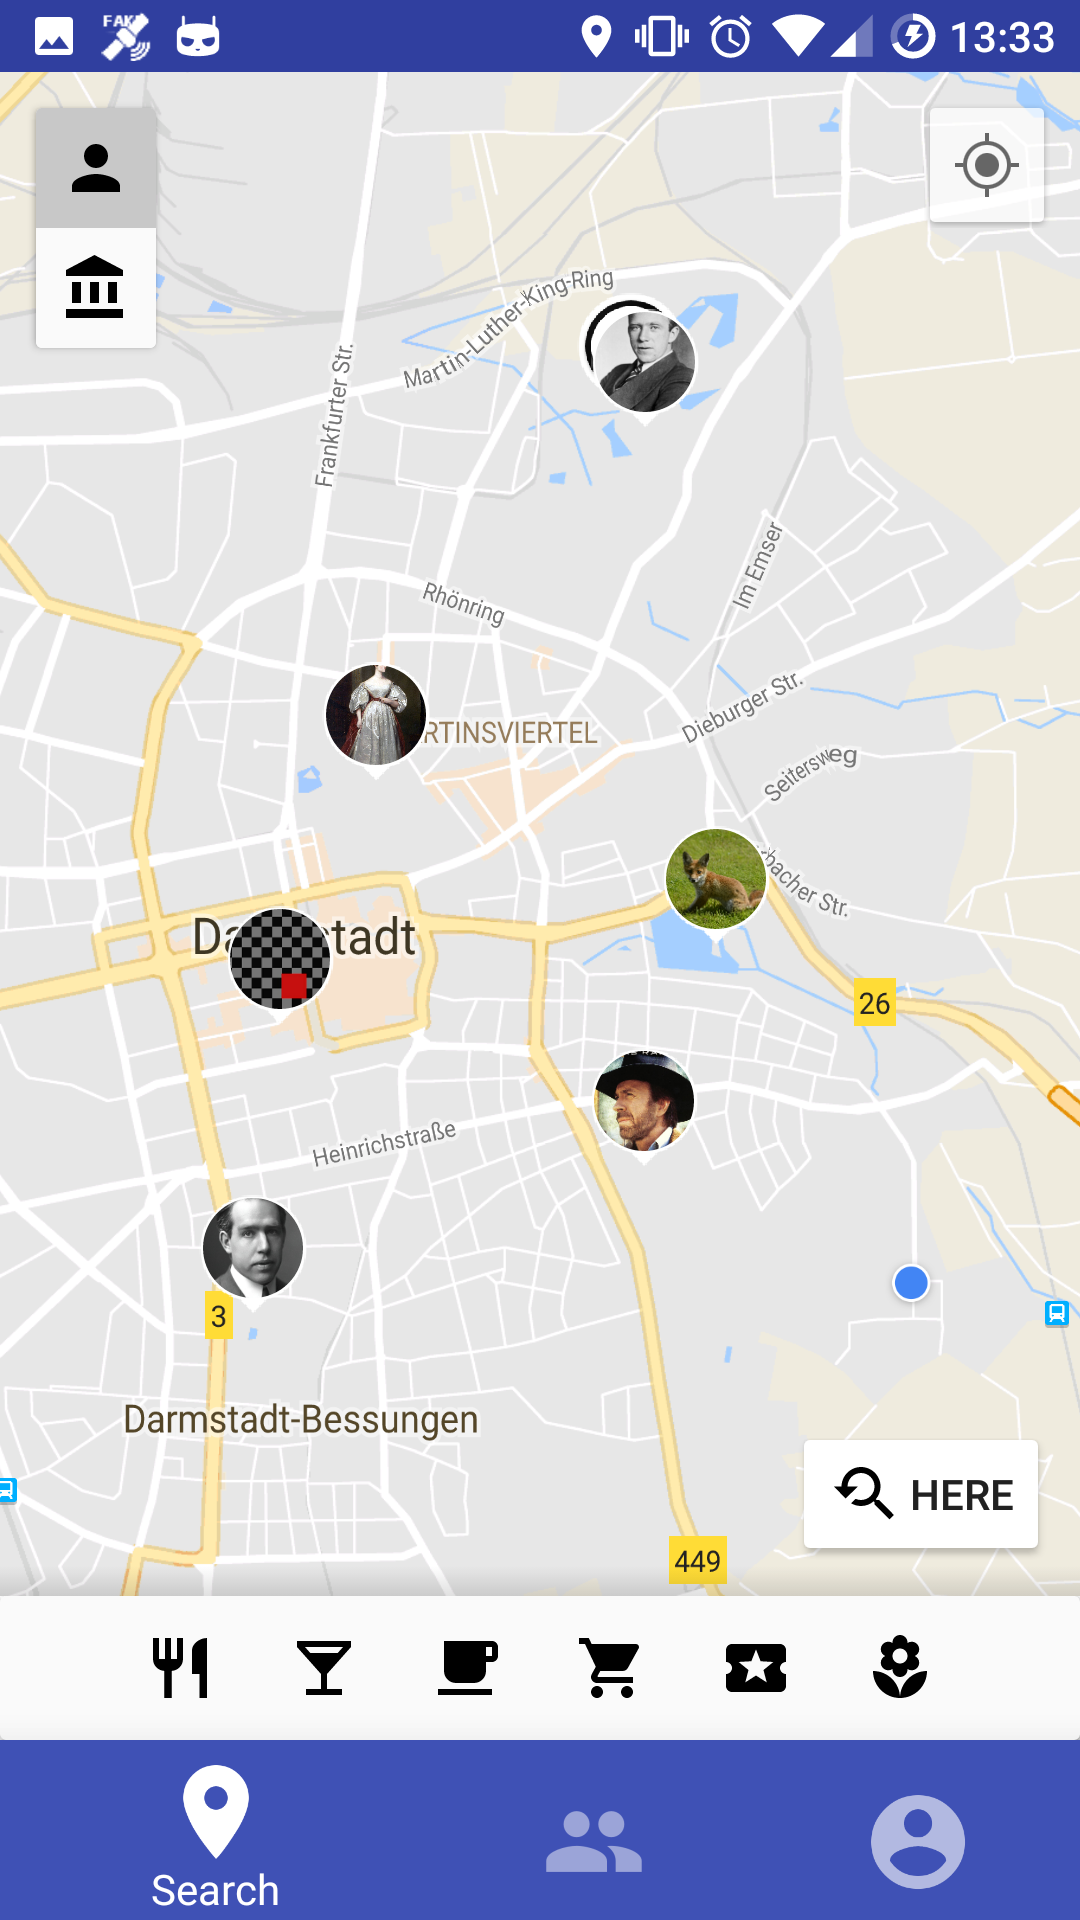 FAKE
13:33
Martin-Luther-King-Ring
Frankfurter Str.
Im Emser
Rhönring
Dieburger Str.
RTINSVIERTEL
Seitersweg
bacher Str.
Da stadt
26
Heinrichstraße
3
Darmstadt-Bessungen
HERE
449
Search